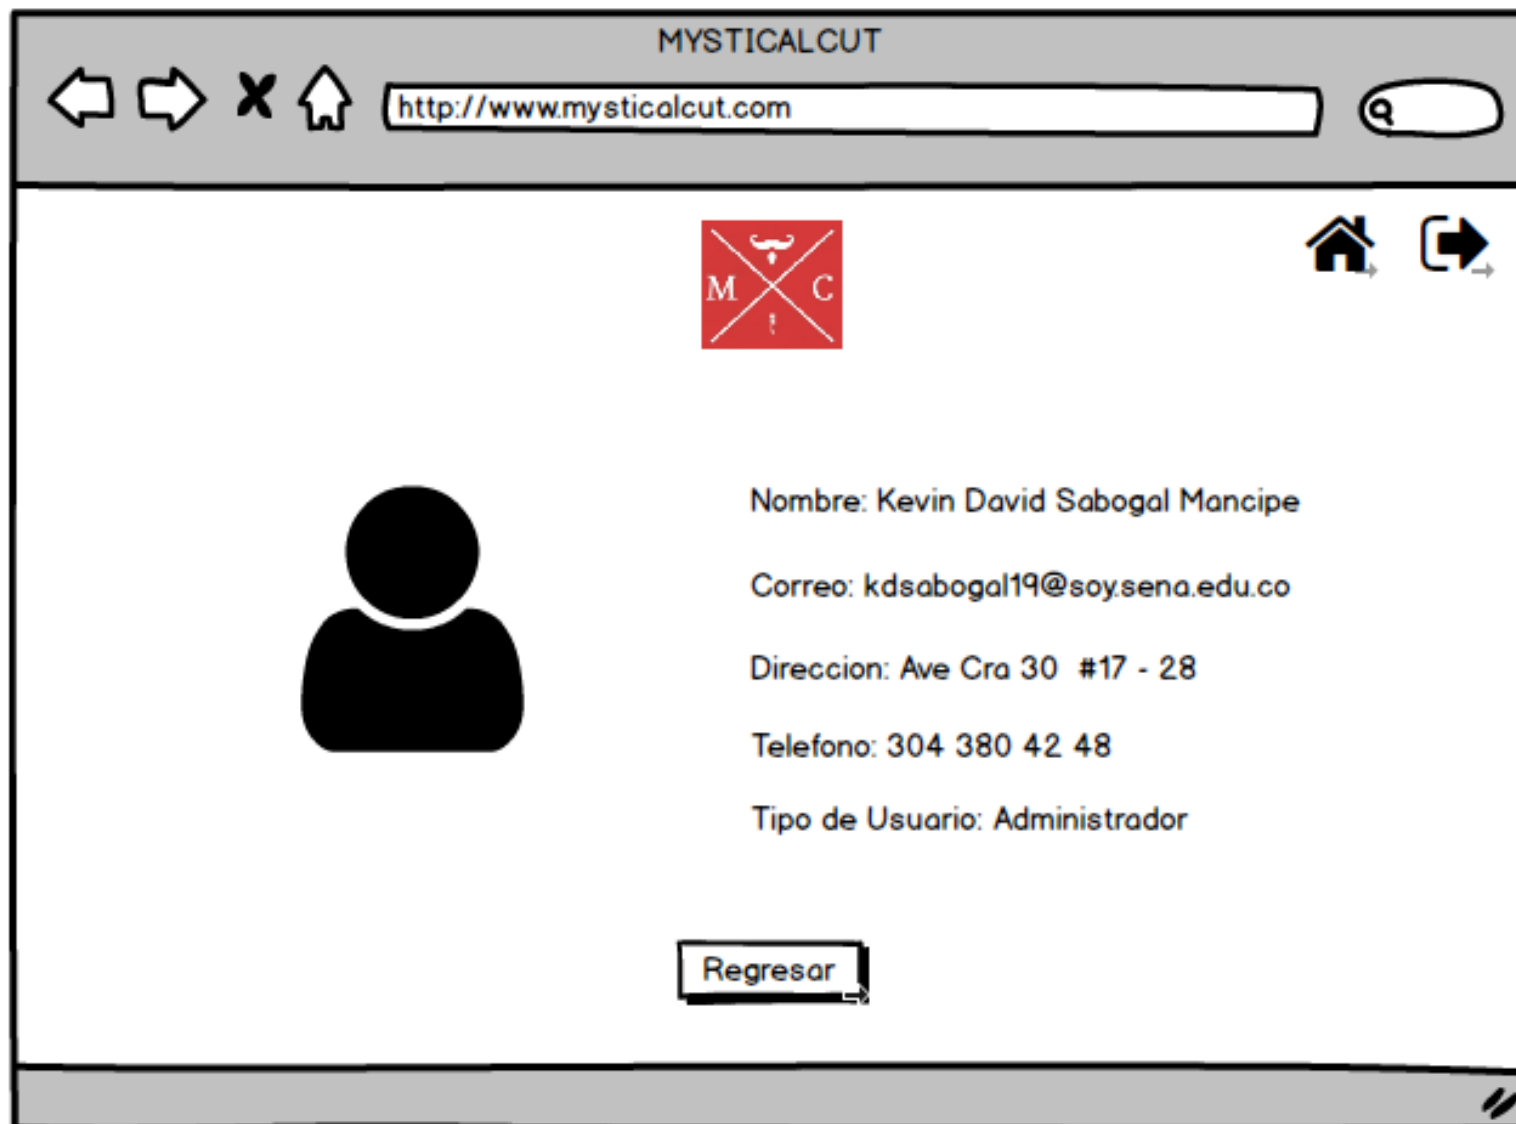 MYSTICALCUT
http://www.mysticalcut.com
M C
Nombre: Kevin David Sabogal Mancipe
Correo: kdsabogal19@soy.sena.edu.co
Direccion: Ave Cra 30 #17 - 28
Telefono: 304 380 42 48
Tipo de Usuario: Administrador
Regresar